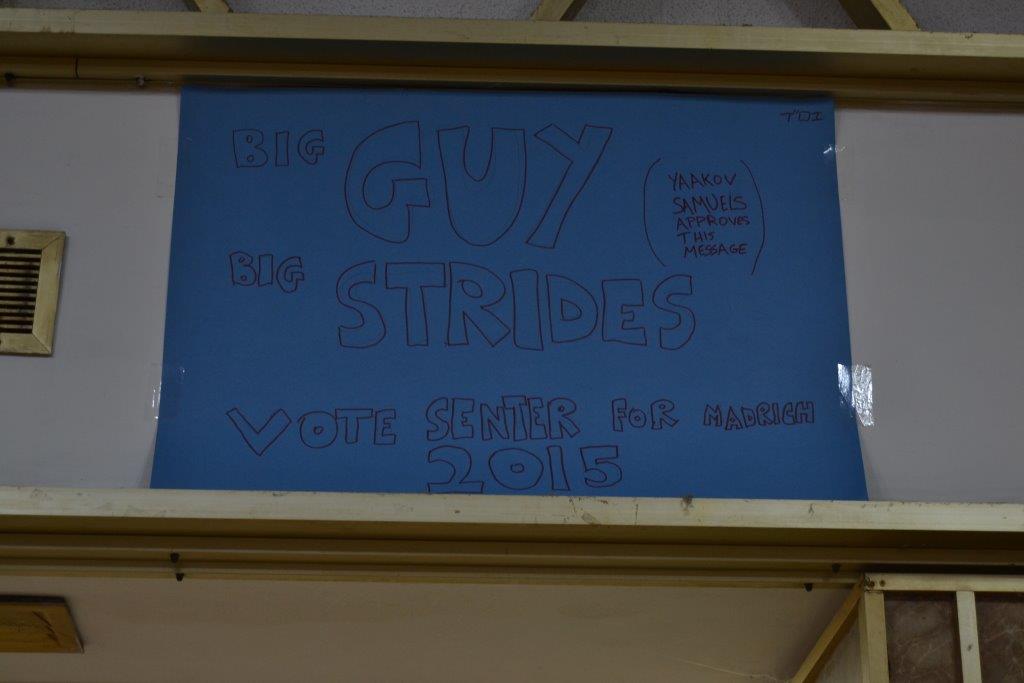 BIG GUY
BIG STRIDES
(YAAKOV
SAMUELS
APPROVES
THIS
MESSAGE)
VOTE SENTER FOR MADRICH
2015